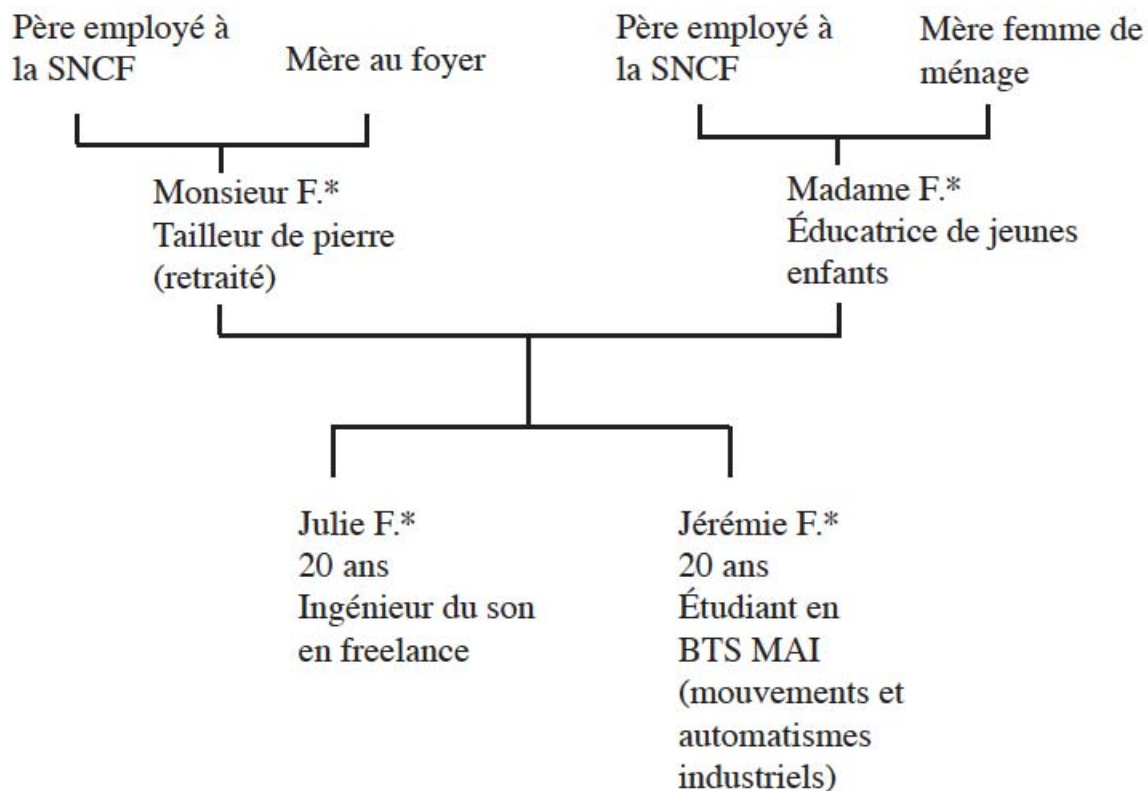 Père employé à
la SNCF
Mère au foyer
Père employé à
la SNCF
Mère femme de
ménage
Monsieur F.*
Tailleur de pierre
(retraité)
Madame F.*
Éducatrice de jeunes
enfants
Julie F.*
20 ans
Ingénieur du son
en freelance
Jérémie F.*
20 ans
Étudiant en
BTS MAI
(mouvements et
automatismes
industriels)